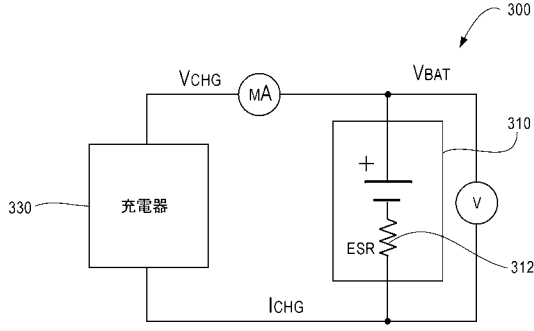 300
VCHG
MA
VBAT
310
+
330
充電器
V
ESR
312
ICHG